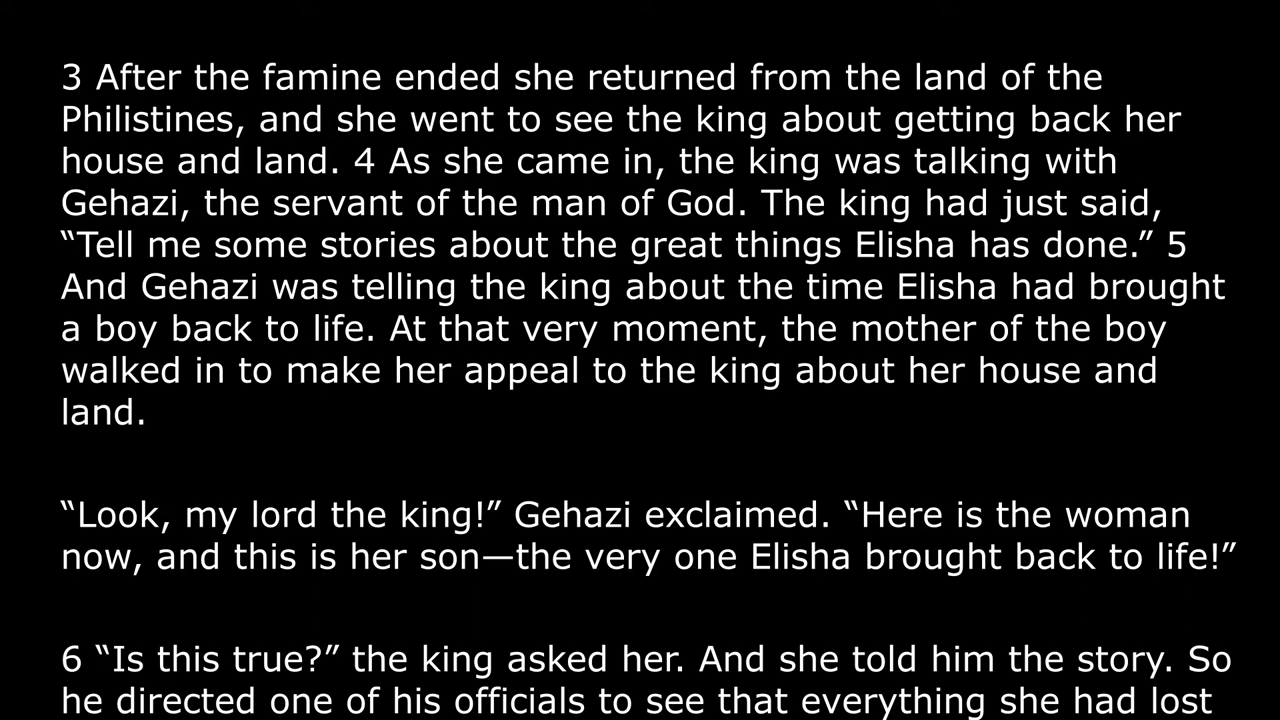 3 After the famine ended she returned from the land of the
Philistines, and she went to see the king about getting back her
house and land. 4 As she came in, the king was talking with
Gehazi, the servant of the man of God. The king had just said,
“Tell me some stories about the great things Elisha has done.” 5
And Gehazi was telling the king about the time Elisha had brought
a boy back to life. At that very moment, the mother of the boy
walked in to make her appeal to the king about her house and
land.
“Look, my lord the king!” Gehazi exclaimed. “Here is the woman
now, and this is her son—the very one Elisha brought back to life!”
6 “Is this true?” the king asked her. And she told him the story. So
he directed one of his officials to see that everything she had lost